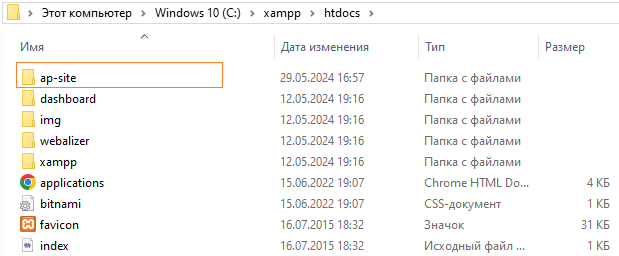 Этот компьютер > Windows 10 (C:) > xampp > htdocs >
Имя Дата изменения Тип Размер
ap-site 29.05.2024 16:57 Папка с файлами
dashboard 12.05.2024 19:16 Папка с файлами
img 12.05.2024 19:16 Папка с файлами
webalizer 12.05.2024 19:16 Папка с файлами
xampp 12.05.2024 19:16 Папка с файлами
applications 15.06.2022 19:07 Chrome HTML Do... 4 КБ
bitnami 15.06.2022 19:07 CSS-документ 1 КБ
favicon 16.07.2015 18:32 Значок 31 КБ
index 16.07.2015 18:32 Исходный файл ... 1 КБ